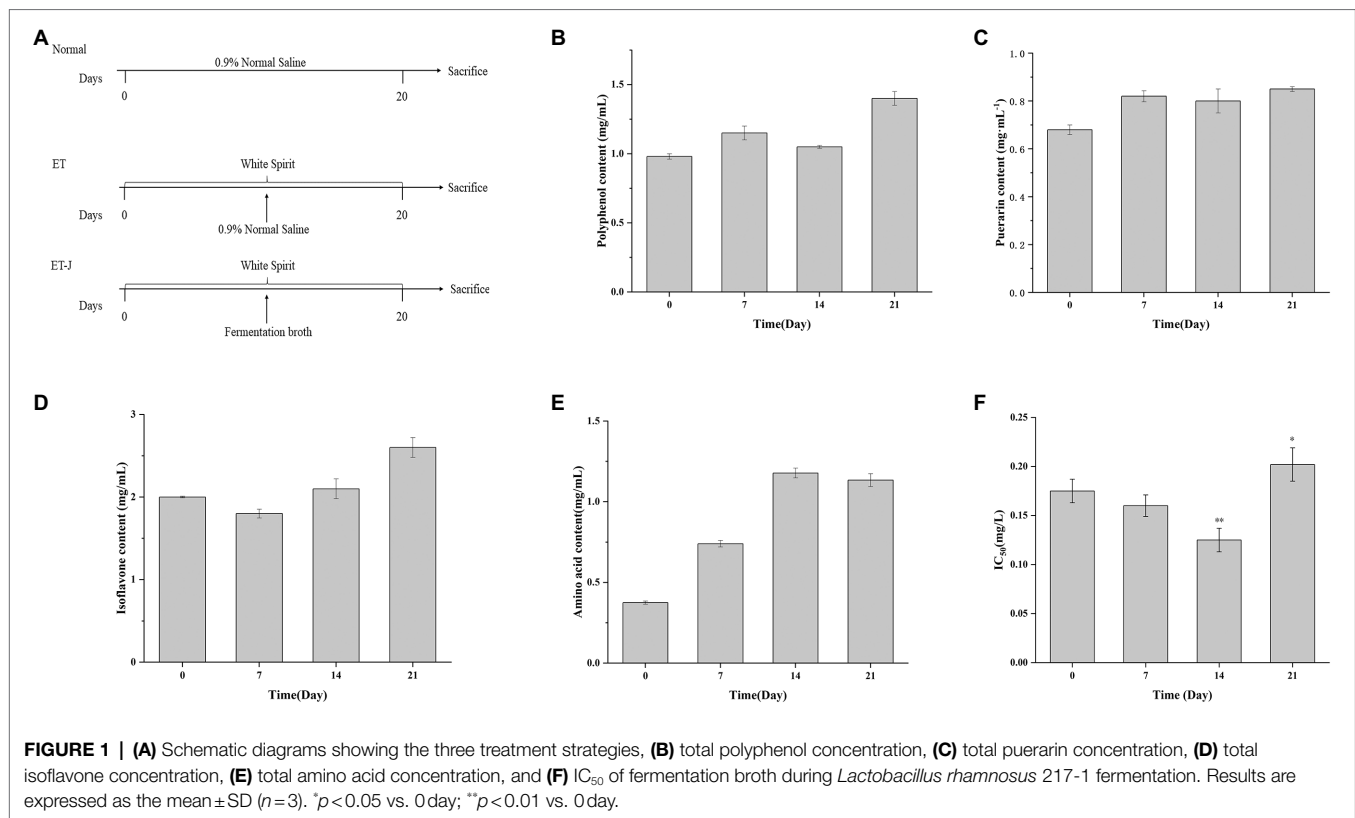 A
Normal
0.9% Normal Saline
Sacrifice
Days
0
20
ET
White Spirit
Sacrifice
Days
0
20
0.9% Normal Saline
ET-J
White Spirit
Sacrifice
Days
0
20
Fermentation broth
B
Polyphenol content (mg/mL)
1.5
1.0
0.5
0.0
0 7 14 21
Time(Day)
C
Puerarin content (mg·mL⁻¹)
1.0
0.8
0.6
0.4
0.2
0.0
0 7 14 21
Time(Day)
D
Isoflavone content (mg/mL)
3
2
1
0
0 7 14 21
Time(Day)
E
Amino acid content(mg/mL)
1.5
1.0
0.5
0.0
0 7 14 21
Time(Day)
F
IC₅₀(mg/L)
0.25
0.20
0.15
0.10
0.05
0.00
**
*
0 7 14 21
Time (Day)
FIGURE 1 | (A) Schematic diagrams showing the three treatment strategies, (B) total polyphenol concentration, (C) total puerarin concentration, (D) total
isoflavone concentration, (E) total amino acid concentration, and (F) IC₅₀ of fermentation broth during Lactobacillus rhamnosus 217-1 fermentation. Results are
expressed as the mean ± SD (n = 3). *p < 0.05 vs. 0 day; **p < 0.01 vs. 0 day.